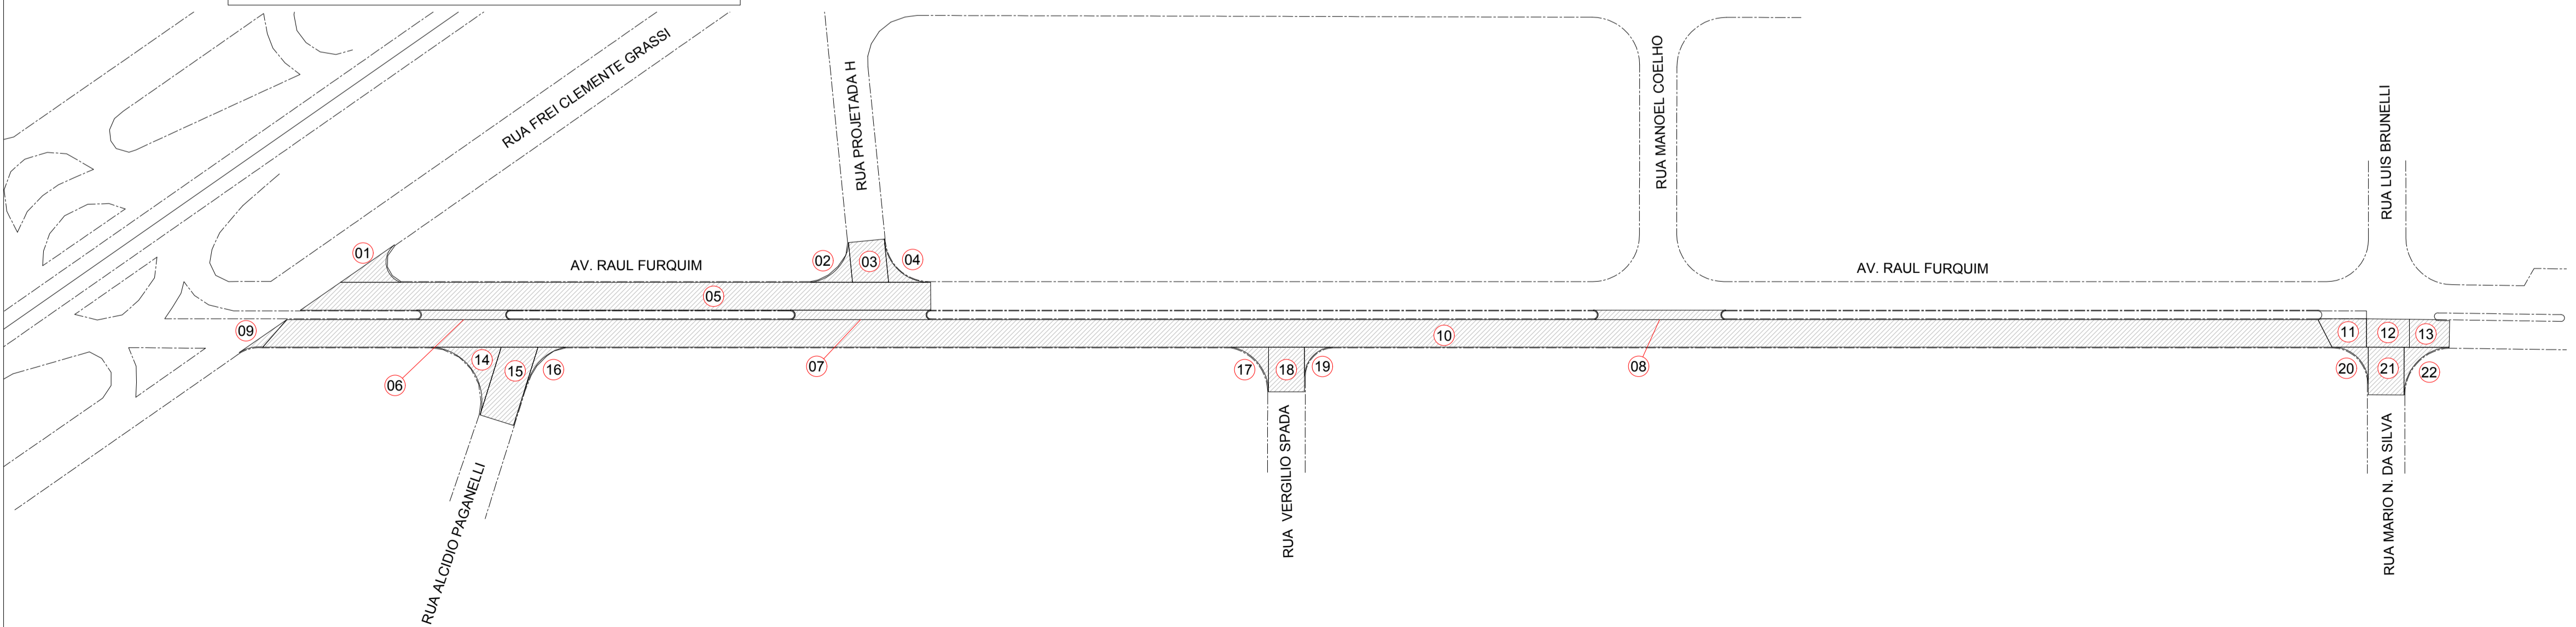 RUA FREI CLEMENTE GRASSI
RUA PROJETADA H
RUA MANOEL COELHO
RUA LUIS BRUNELLI
01
02
03
04
AV. RAUL FURQUIM
AV. RAUL FURQUIM
05
09
10
11
12
13
06
14
15
16
07
17
18
19
08
20
21
22
RUA ALCIDIO PAGANELLI
RUA VERGILIO SPADA
RUA MARIO N. DA SILVA